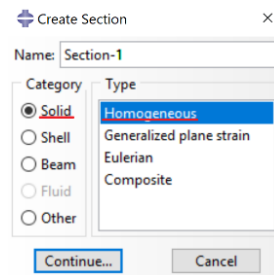 Create Section
Name: Section-1
Category
Type
Solid
Shell
Beam
Fluid
Other
Homogeneous
Generalized plane strain
Eulerian
Composite
Continue...
Cancel